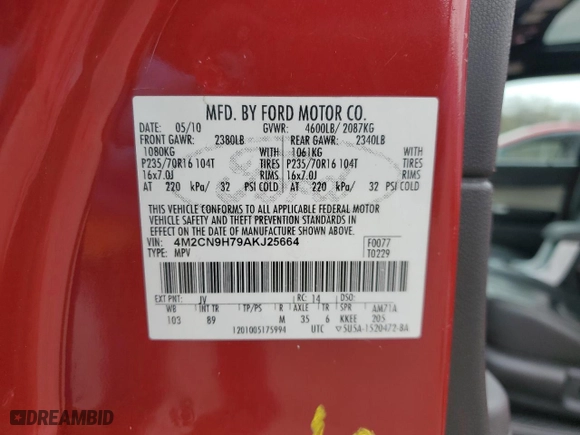 MFD. BY FORD MOTOR CO.
DATE: 05/10 GVWR: 4600LB/ 2087KG
FRONT GAWR: 2380LB REAR GAWR: 2340LB
1080KG WITH 1061KG WITH
P235/70R16 104T TIRES P235/70R16 104T TIRES
16x7.0J RIMS 16x7.0J RIMS
AT 220 kPa/ 32 PSI COLD AT 220 kPa/ 32 PSI COLD
THIS VEHICLE CONFORMS TO ALL APPLICABLE FEDERAL MOTOR
VEHICLE SAFETY AND THEFT PREVENTION STANDARDS IN
EFFECT ON THE DATE OF MANUFACTURE SHOWN ABOVE.
VIN: 4M2CN9H79AKJ25664 F0077
TYPE: MPV T0229
EXT PNT: JV RC: 14 DSO:
WB INT TR TP/PS R AXLE TR SPR AM71A
103 89 M 35 6 KKEE 205
1201005175994 UTC 5U5A-1520472-BA
DREAMBID